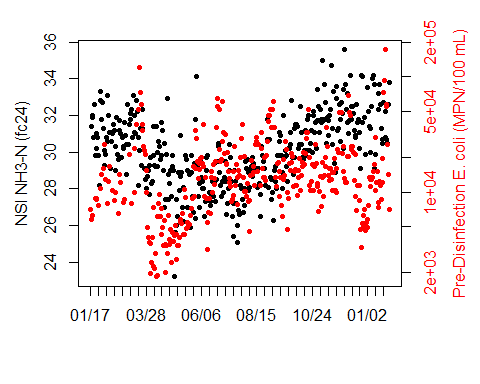 NSI NH3-N (fc24)
36
34
32
30
28
26
24
2e+05
5e+04
1e+04
2e+03
Pre-Disinfection E. coli (MPN/100 mL)
01/17 03/28 06/06 08/15 10/24 01/02